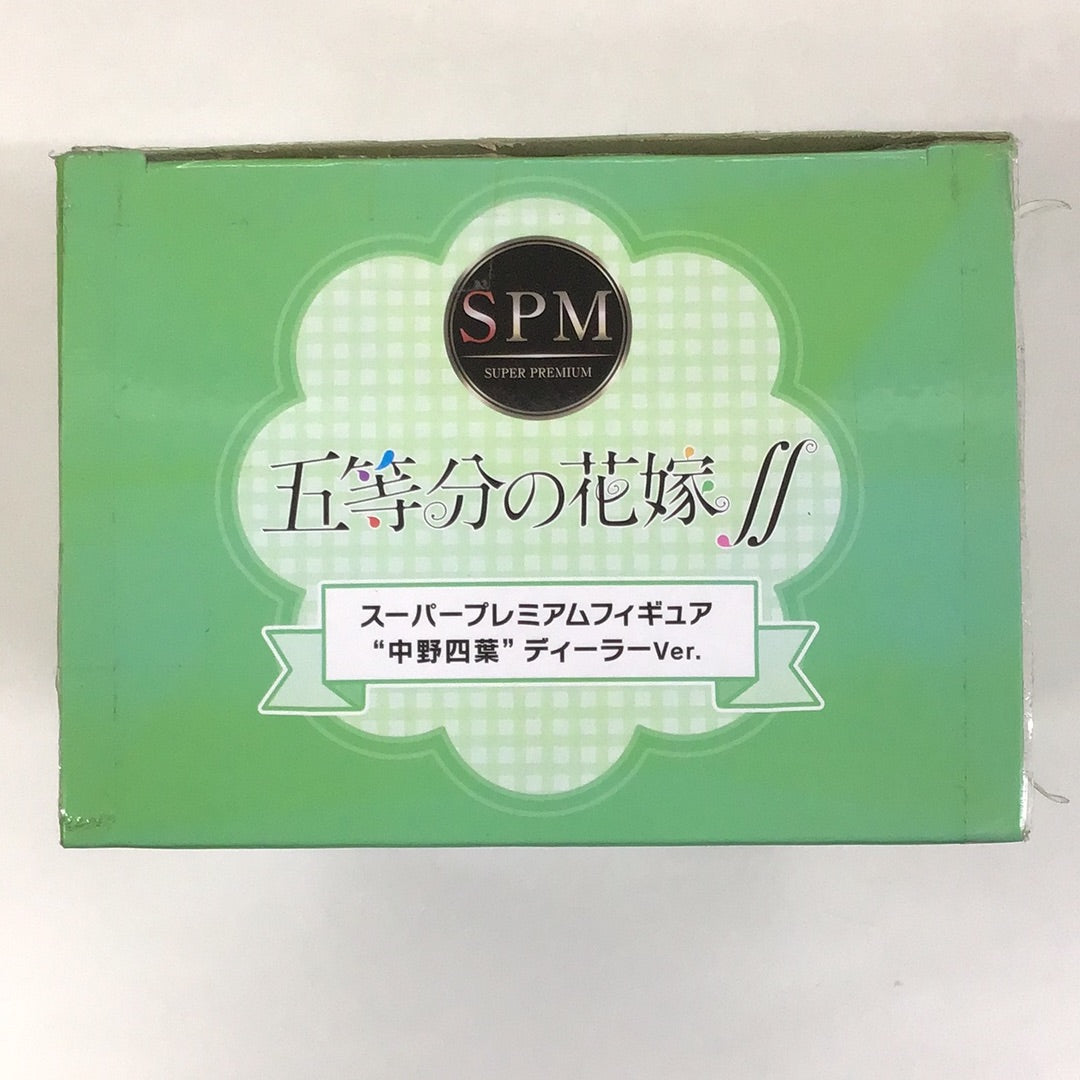 SPM
SUPER PREMIUM
五等分の花嫁∬
スーパープレミアムフィギュア
“中野四葉” ディーラーVer.